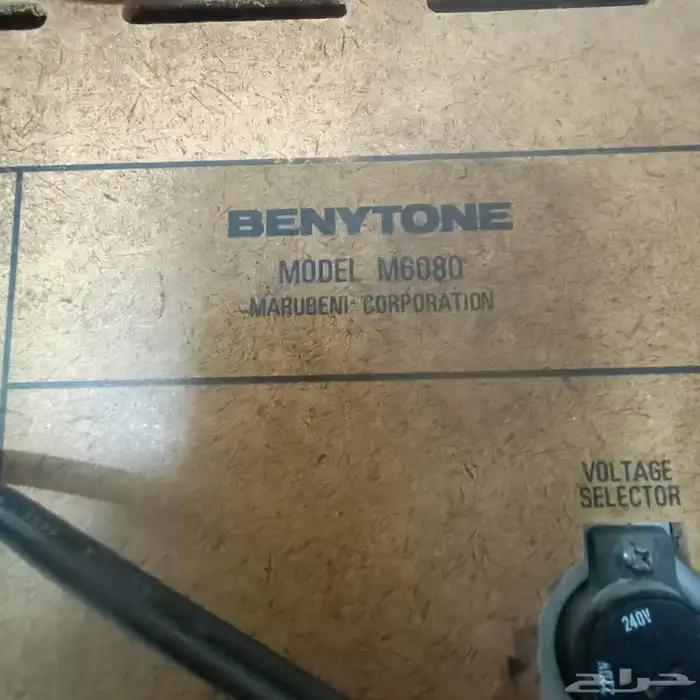 BENYTONE
MODEL M6080
MARUBENI CORPORATION
VOLTAGE
SELECTOR
240V
حراج